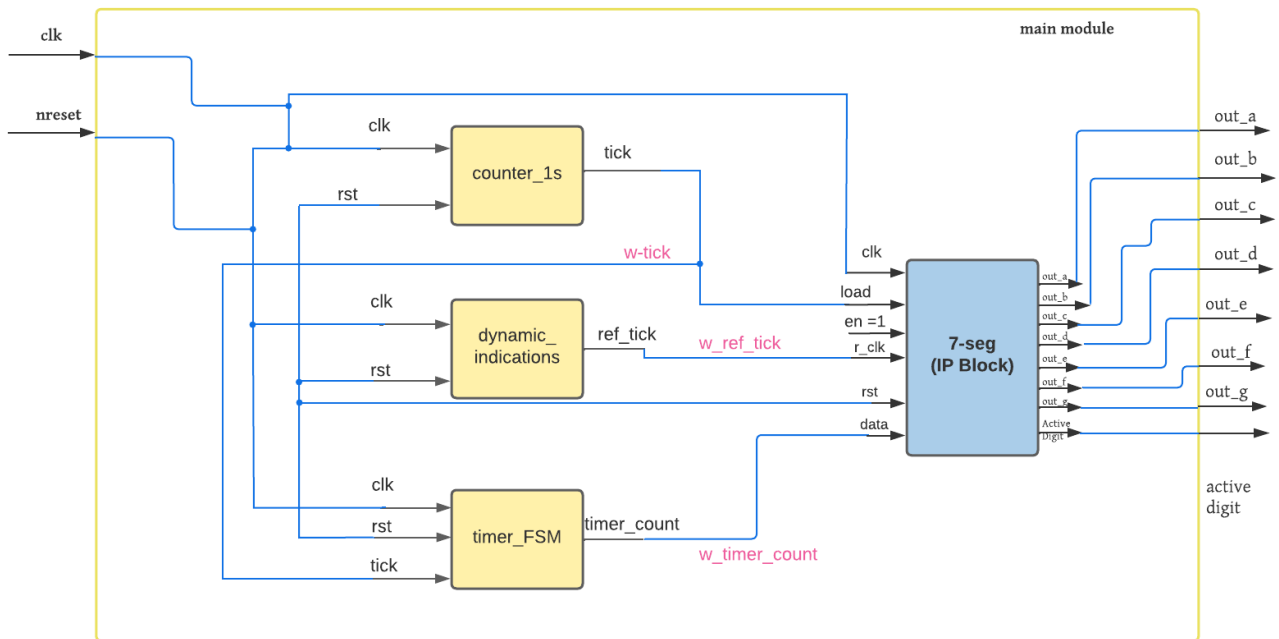 main module
clk
nreset
clk
rst
counter_1s
tick
w-tick
clk
rst
dynamic_
indications
ref_tick
w_ref_tick
clk
rst
tick
timer_FSM
timer_count
w_timer_count
clk
load
en =1
r_clk
rst
data
7-seg
(IP Block)
out_a
out_b
out_c
out_d
out_e
out_f
out_g
Active
Digit
out_a
out_b
out_c
out_d
out_e
out_f
out_g
active
digit